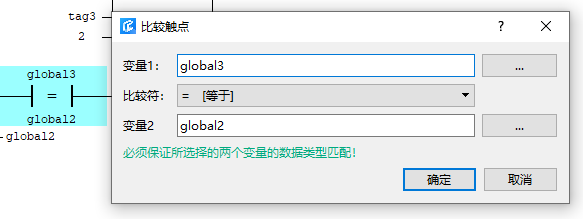 tag3
2
global3
=
global2
global2
比较触点
?
变量1：
global3
...
比较符：
= [等于]
变量2
global2
...
必须保证所选择的两个变量的数据类型匹配！
确定
取消